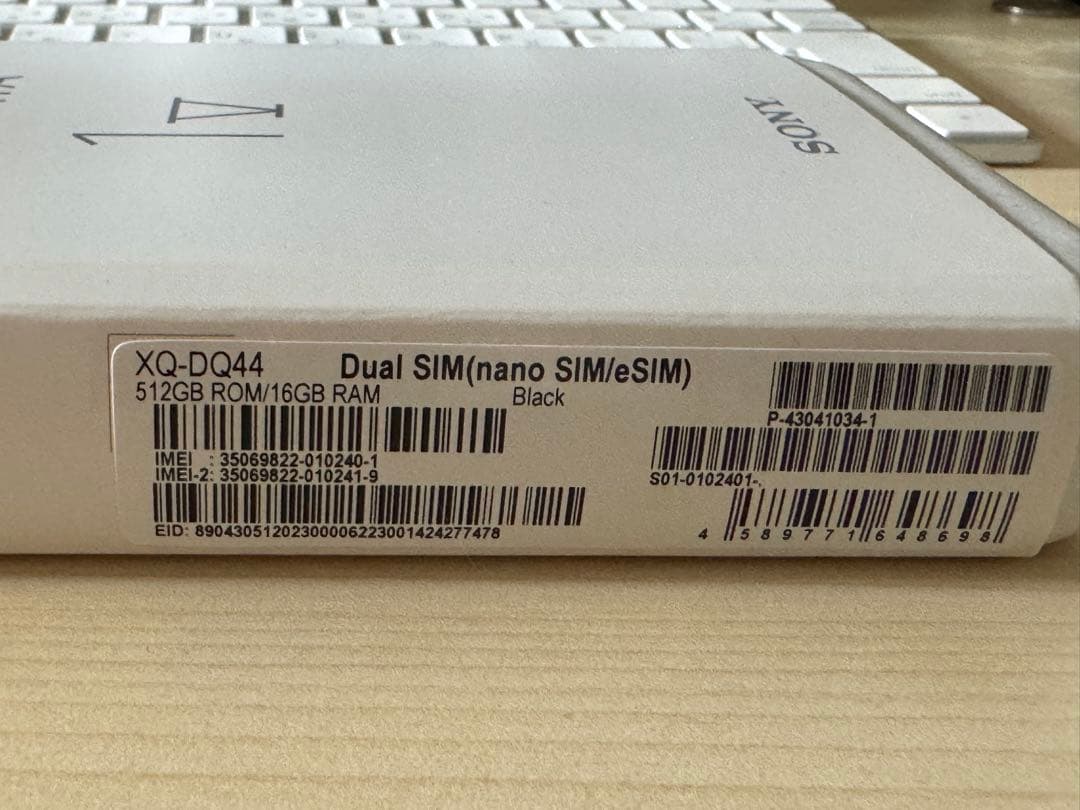 1 V
SONY
XQ-DQ44
Dual SIM(nano SIM/eSIM)
512GB ROM/16GB RAM
Black
P-43041034-1
IMEI : 35069822-010240-1
IMEI-2: 35069822-010241-9
S01-0102401-.
EID: 89043051202300006223001424277478
4 589771 648698